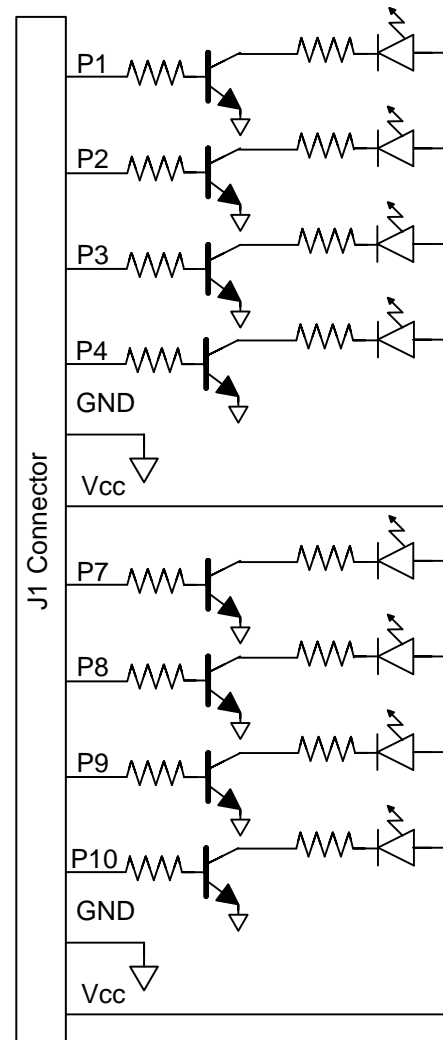 P1
P2
P3
P4
GND
Vcc
J1 Connector
P7
P8
P9
P10
GND
Vcc